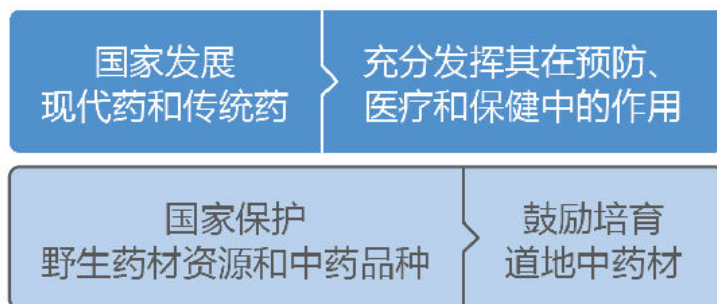 国家发展
现代药和传统药
充分发挥其在预防、
医疗和保健中的作用
国家保护
野生药材资源和中药品种
鼓励培育
道地中药材